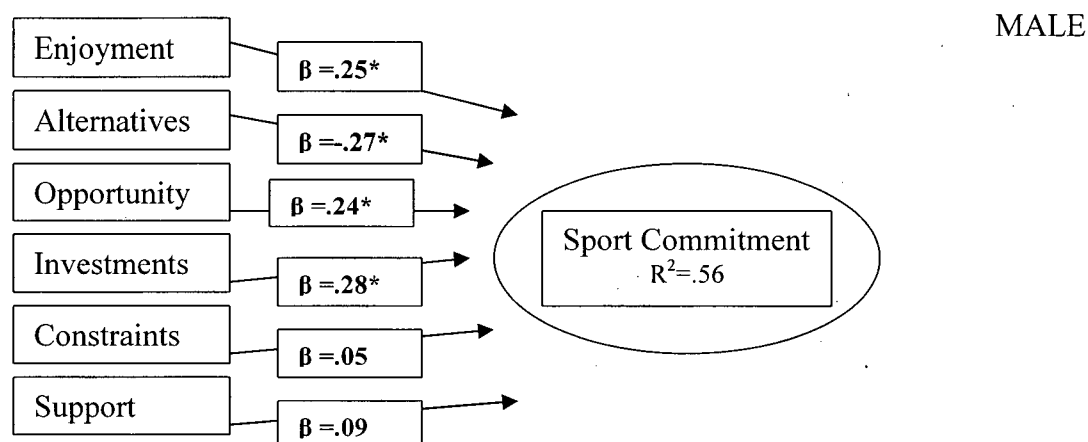 MALE
Enjoyment
β =.25*
Alternatives
β =-.27*
Opportunity
β =.24*
Investments
β =.28*
Constraints
β =.05
Support
β =.09
Sport Commitment
R²=.56